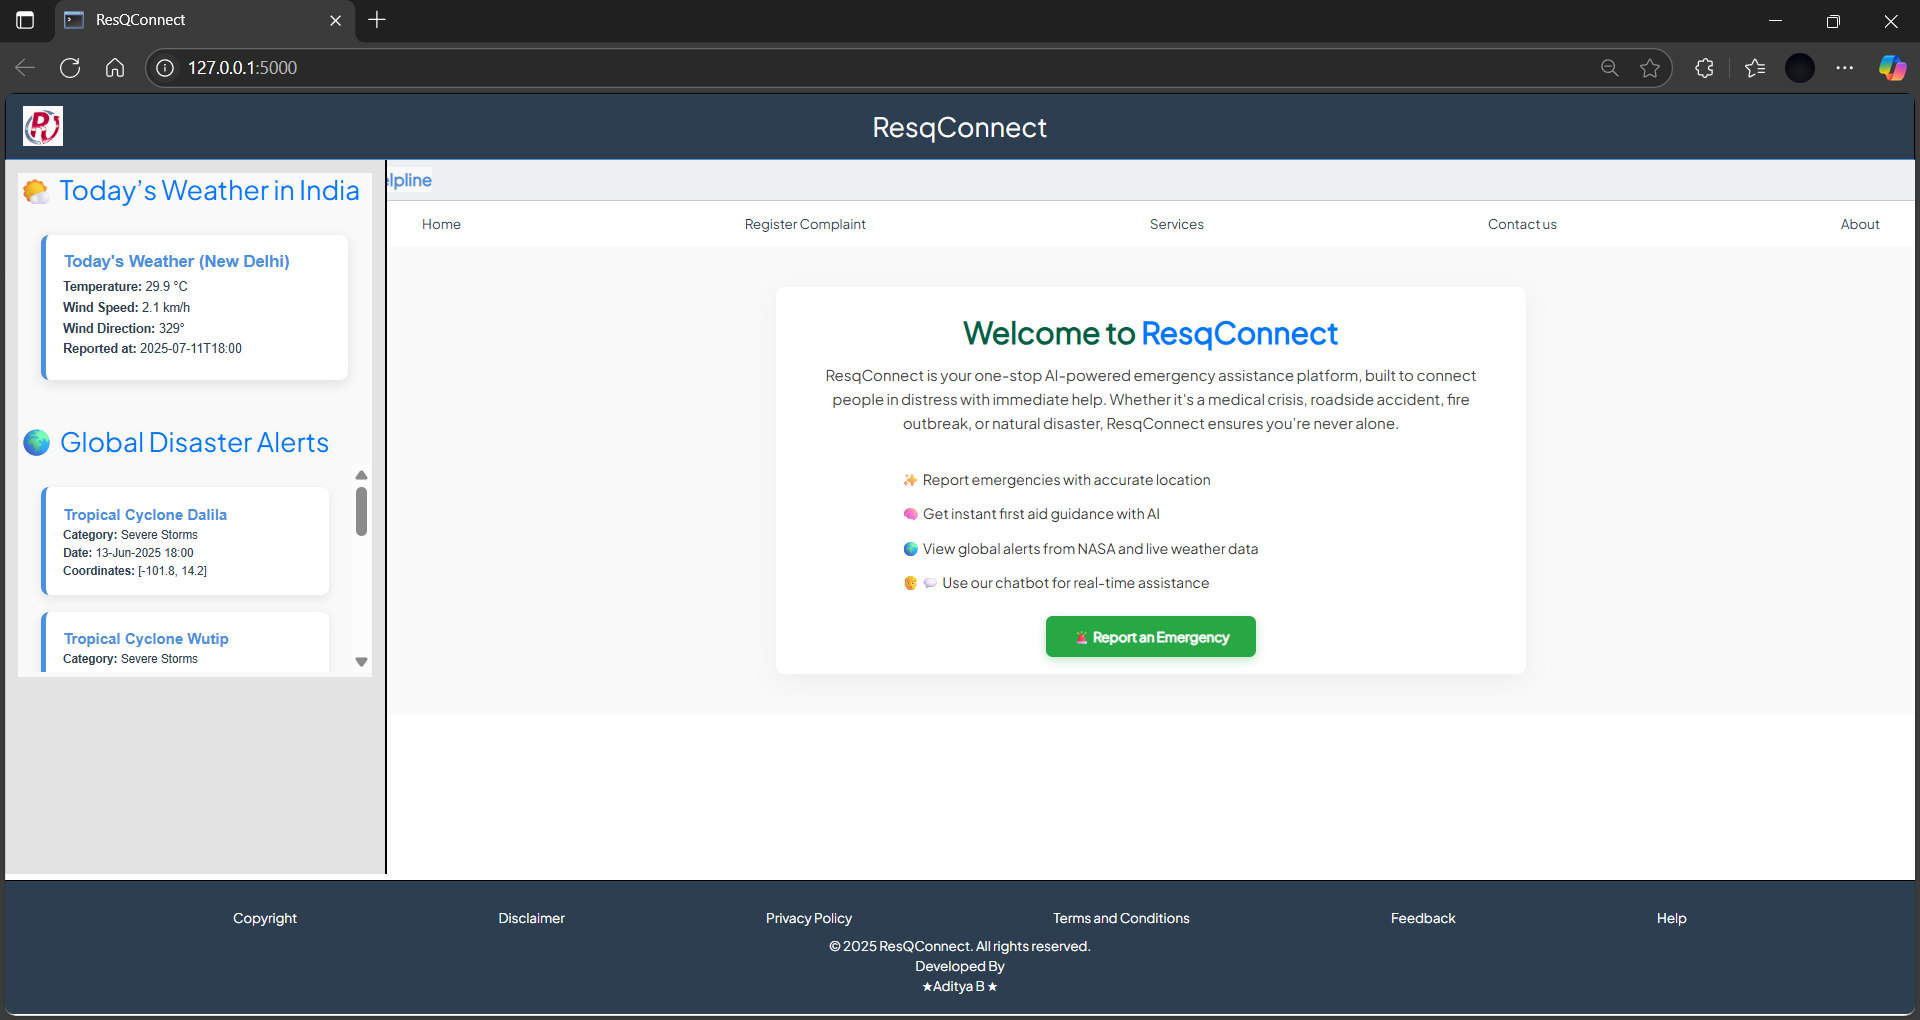 ResQConnect
127.0.0.1:5000
R
ResqConnect
Today’s Weather in India
Today's Weather (New Delhi)
Temperature: 29.9 °C
Wind Speed: 2.1 km/h
Wind Direction: 329°
Reported at: 2025-07-11T18:00
Global Disaster Alerts
Tropical Cyclone Dalila
Category: Severe Storms
Date: 13-Jun-2025 18:00
Coordinates: [-101.8, 14.2]
Tropical Cyclone Wutip
Category: Severe Storms
elpline
Home Register Complaint Services Contact us About
Welcome to ResqConnect
ResqConnect is your one-stop AI-powered emergency assistance platform, built to connect
people in distress with immediate help. Whether it's a medical crisis, roadside accident, fire
outbreak, or natural disaster, ResqConnect ensures you're never alone.
✨ Report emergencies with accurate location
🧠 Get instant first aid guidance with AI
🌍 View global alerts from NASA and live weather data
💬 Use our chatbot for real-time assistance
🚨 Report an Emergency
Copyright Disclaimer Privacy Policy Terms and Conditions Feedback Help
© 2025 ResQConnect. All rights reserved.
Developed By
★Aditya B★